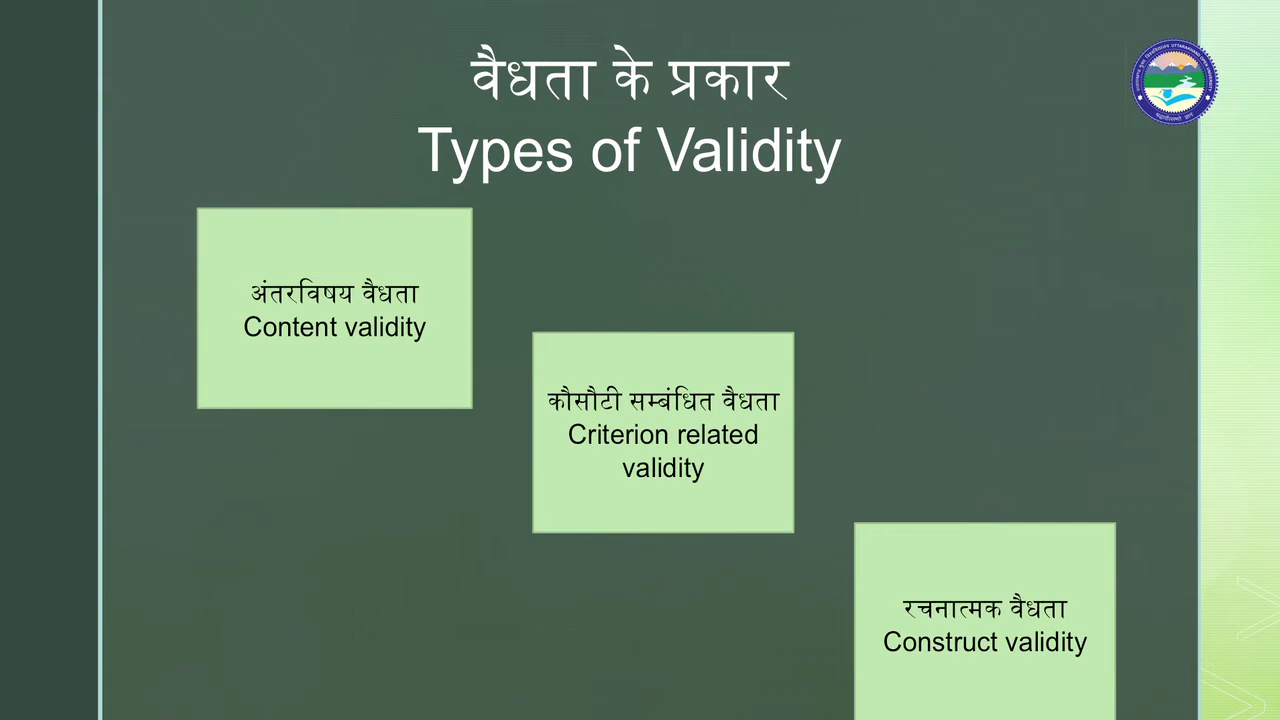 वैधता के प्रकार
Types of Validity
अंतरविषय वैधता
Content validity
कौसौटी सम्बंधित वैधता
Criterion related
validity
रचनात्मक वैधता
Construct validity